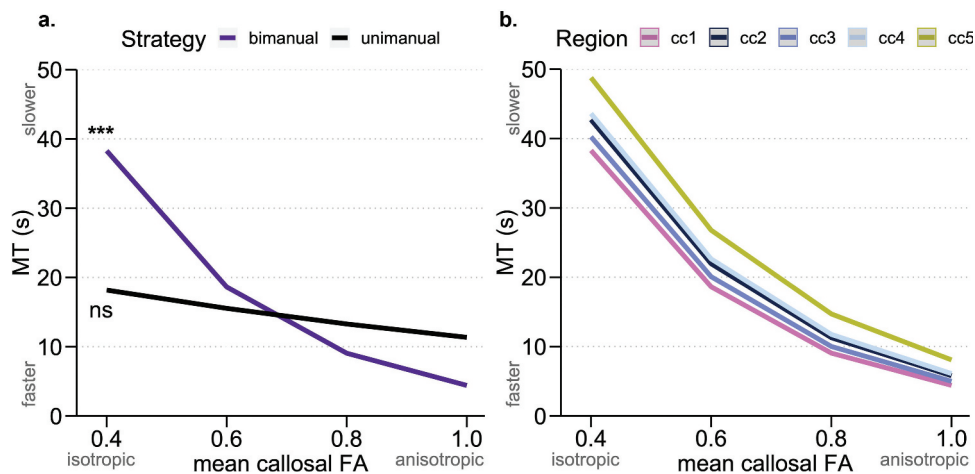 a.
Strategy bimanual unimanual
50
40
30
20
10
0
slower
MT (s)
faster
***
ns
0.4 0.6 0.8 1.0
isotropic mean callosal FA anisotropic
b.
Region cc1 cc2 cc3 cc4 cc5
50
40
30
20
10
0
slower
MT (s)
faster
0.4 0.6 0.8 1.0
isotropic mean callosal FA anisotropic